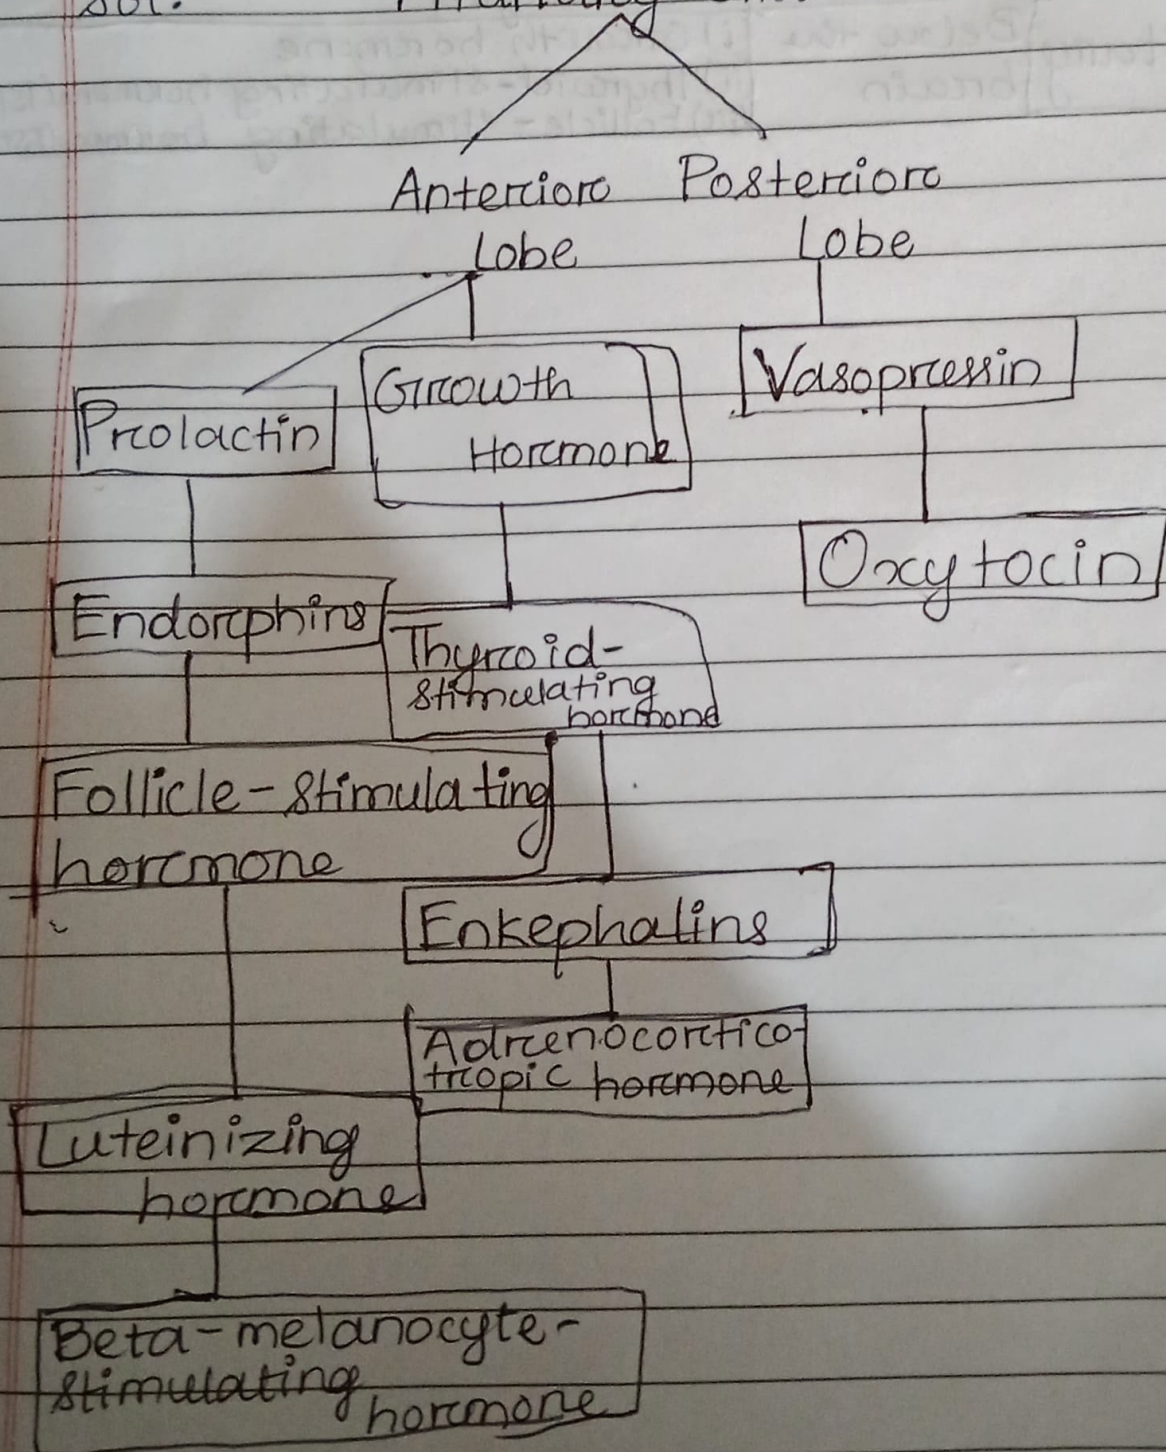 Anterior Posterior
Lobe Lobe
Prolactin
Growth
Hormone
Vasopressin
Oxytocin
Endorphins
Thyroid-
stimulating
hormone
Follicle-stimulating
hormone
Enkephalins
Adrenocortico-
tropic hormone
Luteinizing
hormone
Beta-melanocyte-
stimulating
hormone